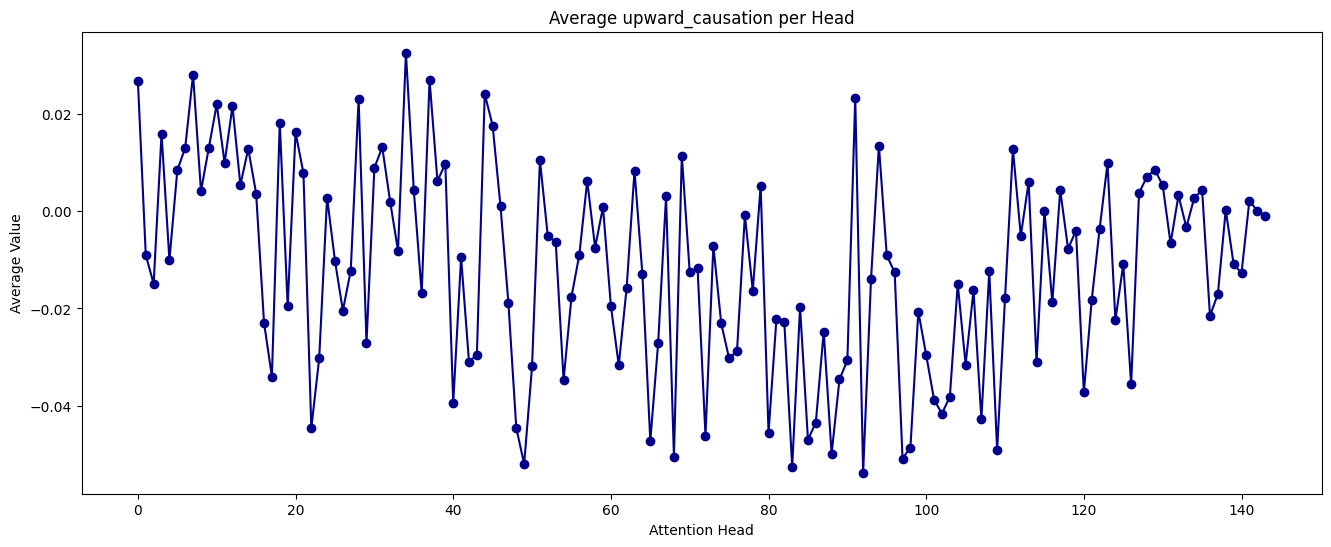 Average upward_causation per Head
Average Value
0.02
0.00
−0.02
−0.04
0 20 40 60 80 100 120 140
Attention Head